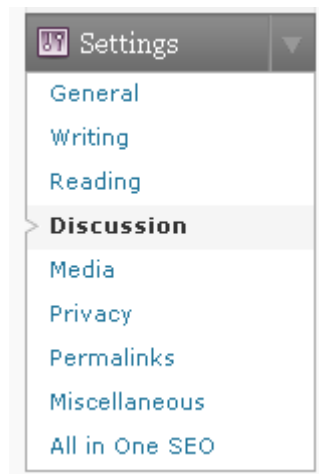 Settings
General
Writing
Reading
Discussion
Media
Privacy
Permalinks
Miscellaneous
All in One SEO